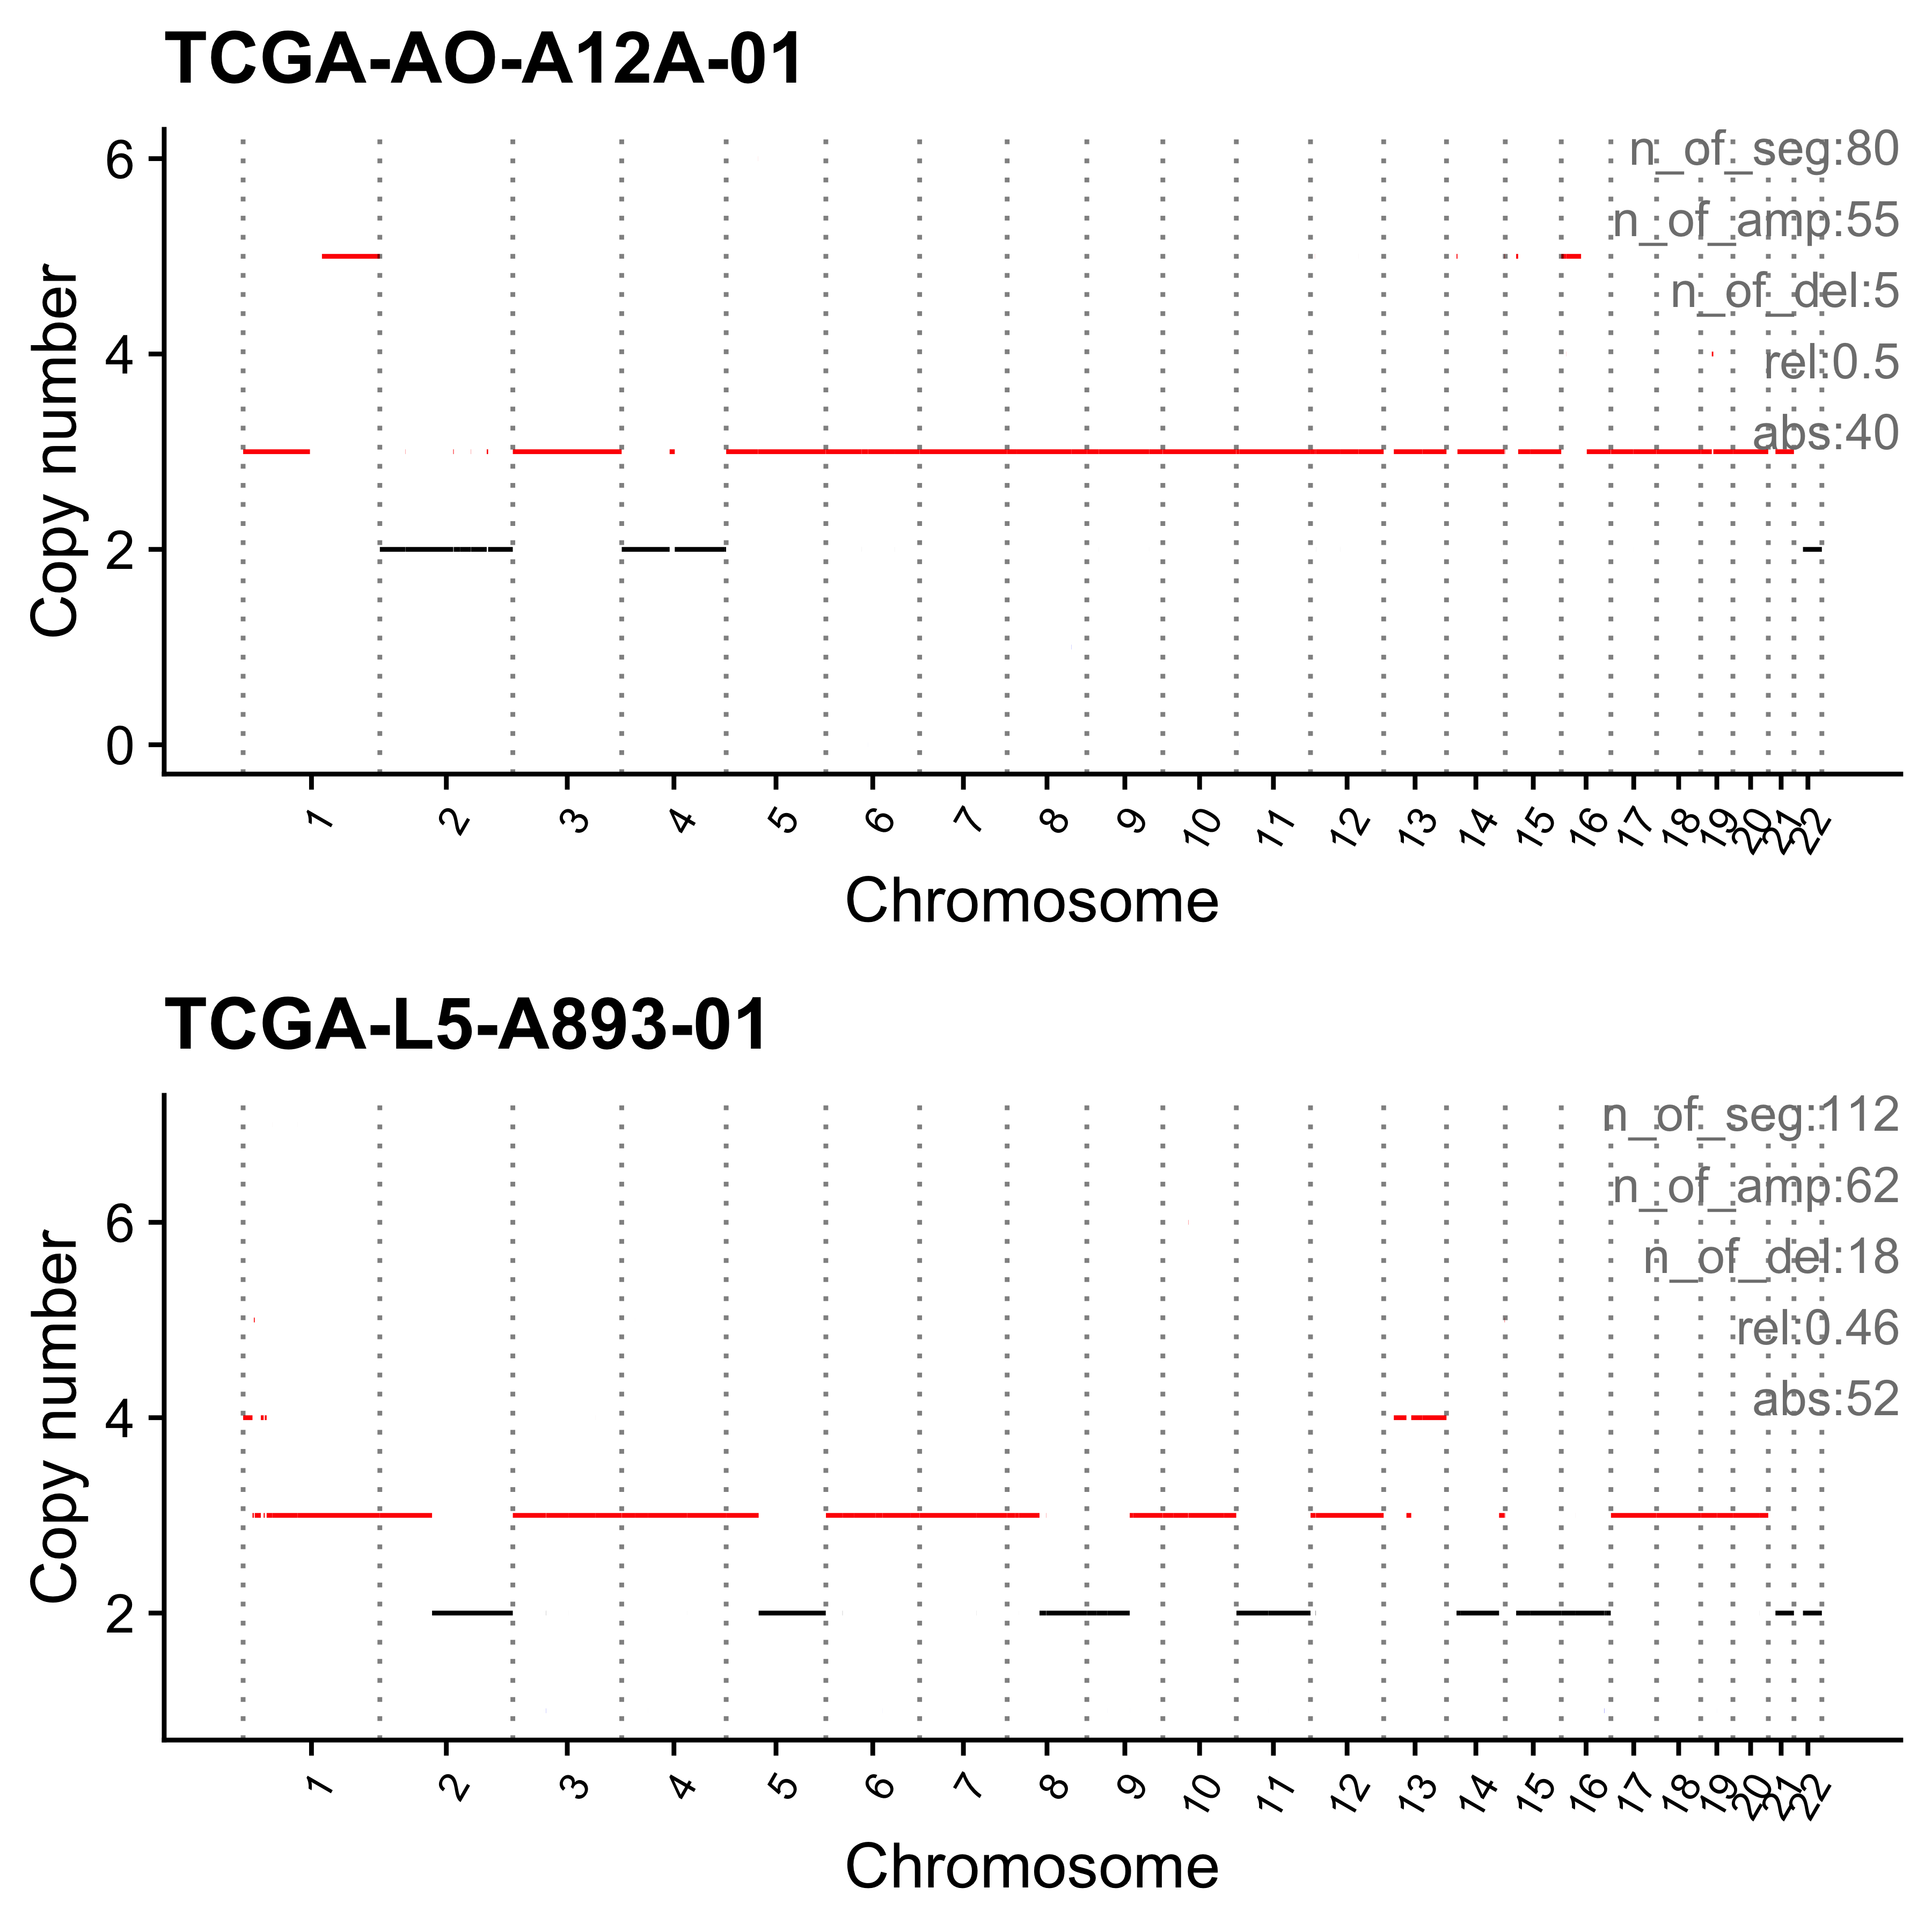 TCGA-AO-A12A-01
n_of_seg:80
n_of_amp:55
n_of_del:5
rel:0.5
abs:40
Copy number
6
4
2
0
1 2 3 4 5 6 7 8 9 10 11 12 13 14 15 16 17 18 19 20 21 22
Chromosome
TCGA-L5-A893-01
n_of_seg:112
n_of_amp:62
n_of_del:18
rel:0.46
abs:52
Copy number
6
4
2
1 2 3 4 5 6 7 8 9 10 11 12 13 14 15 16 17 18 19 20 21 22
Chromosome